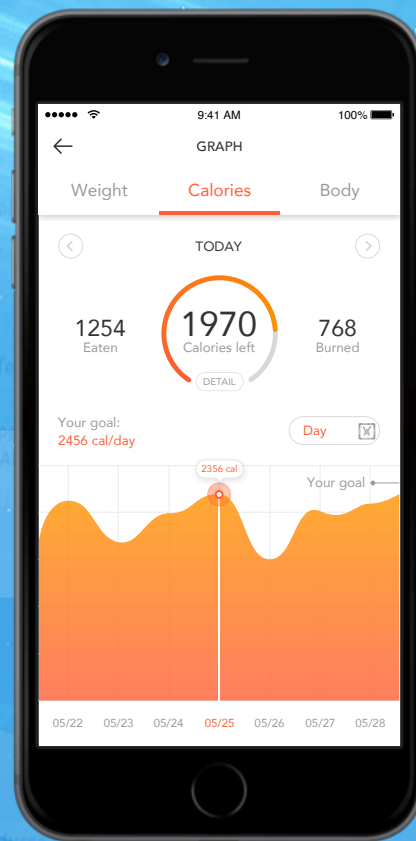 9:41 AM 100%
GRAPH
Weight Calories Body
TODAY
1254 1970 768
Eaten Calories left Burned
DETAIL
Your goal:
2456 cal/day
Day
2356 cal
Your goal
05/22 05/23 05/24 05/25 05/26 05/27 05/28